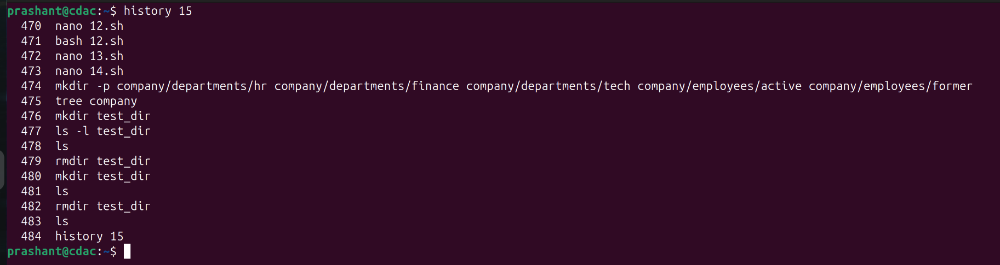 prashant@cdac:~$ history 15
470 nano 12.sh
471 bash 12.sh
472 nano 13.sh
473 nano 14.sh
474 mkdir -p company/departments/hr company/departments/finance company/departments/tech company/employees/active company/employees/former
475 tree company
476 mkdir test_dir
477 ls -l test_dir
478 ls
479 rmdir test_dir
480 mkdir test_dir
481 ls
482 rmdir test_dir
483 ls
484 history 15
prashant@cdac:~$